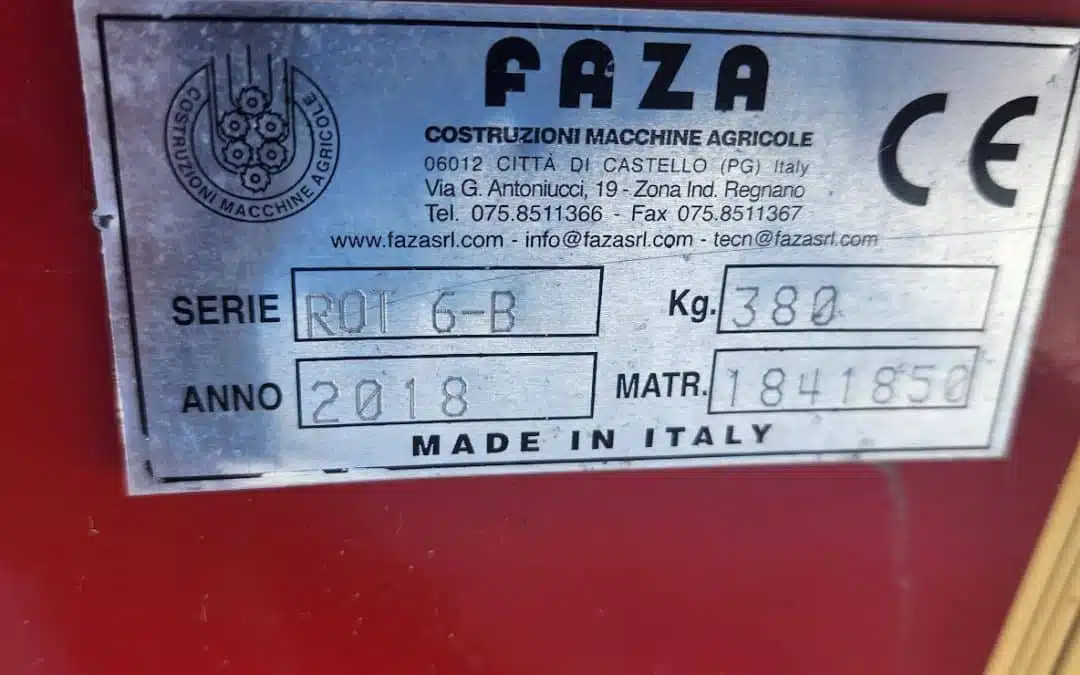 FAZA
COSTRUZIONI MACCHINE AGRICOLE
COSTRUZIONI MACCHINE AGRICOLE
06012 CITTÀ DI CASTELLO (PG) Italy
Via G. Antoniucci, 19 - Zona Ind. Regnano
Tel. 075.8511366 - Fax 075.8511367
www.fazasrl.com - info@fazasrl.com - tecn@fazasrl.com
CE
SERIE ROT 6-B Kg. 380
ANNO 2018 MATR. 1841850
MADE IN ITALY